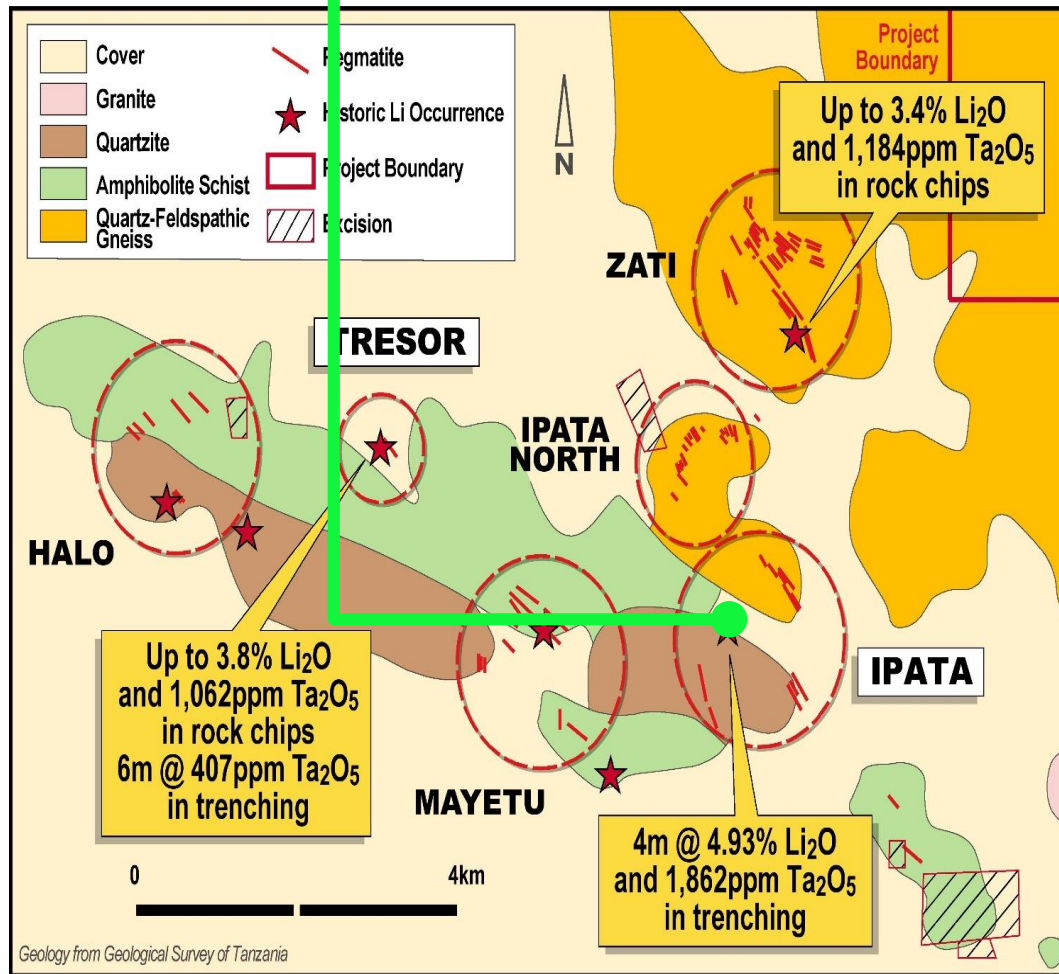 Cover
Granite
Quartzite
Amphibolite Schist
Quartz-Feldspathic
Gneiss
Pegmatite
Historic Li Occurrence
Project Boundary
Excision
N
Project
Boundary
Up to 3.4% Li₂O
and 1,184ppm Ta₂O₅
in rock chips
ZATI
TRESOR
IPATA
NORTH
HALO
IPATA
Up to 3.8% Li₂O
and 1,062ppm Ta₂O₅
in rock chips
6m @ 407ppm Ta₂O₅
in trenching
MAYETU
4m @ 4.93% Li₂O
and 1,862ppm Ta₂O₅
in trenching
0 4km
Geology from Geological Survey of Tanzania